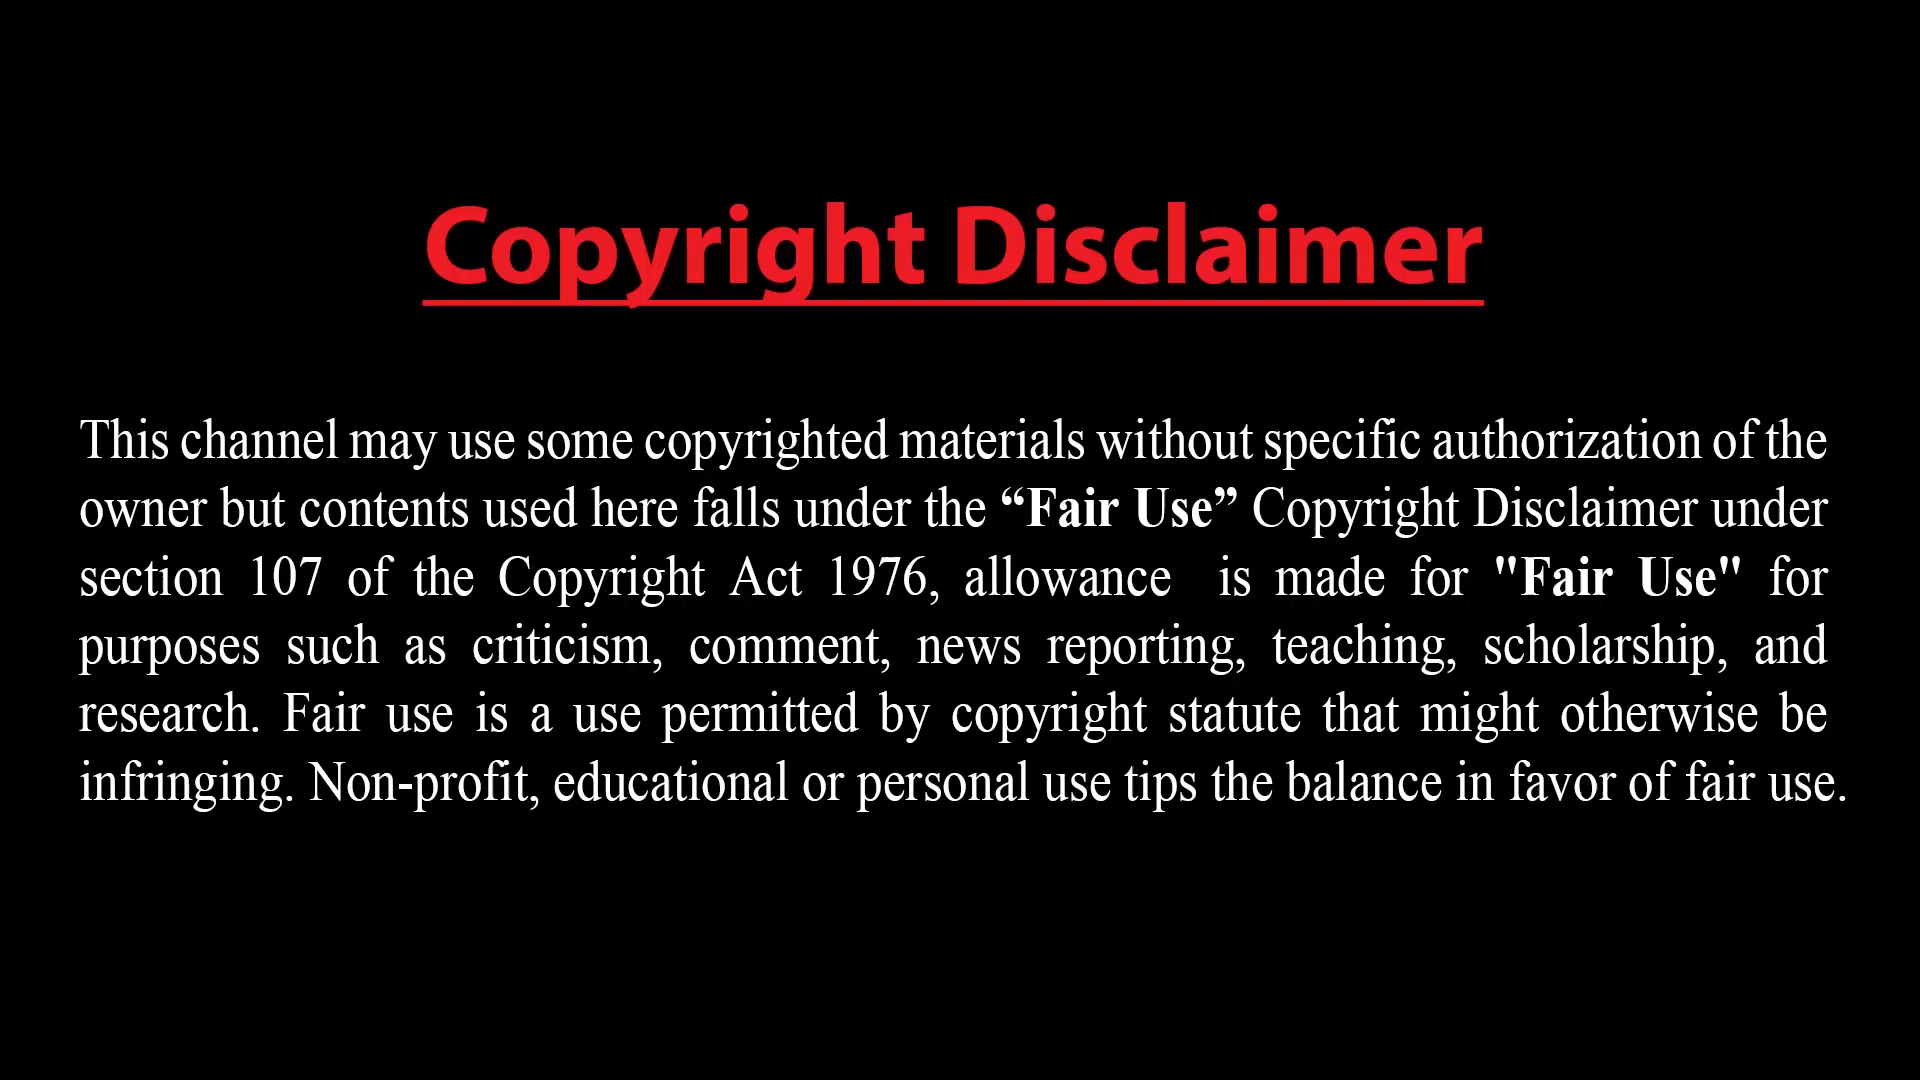 Copyright Disclaimer
This channel may use some copyrighted materials without specific authorization of the
owner but contents used here falls under the “Fair Use” Copyright Disclaimer under
section 107 of the Copyright Act 1976, allowance  is made for "Fair Use" for
purposes such as criticism, comment, news reporting, teaching, scholarship, and
research. Fair use is a use permitted by copyright statute that might otherwise be
infringing. Non-profit, educational or personal use tips the balance in favor of fair use.